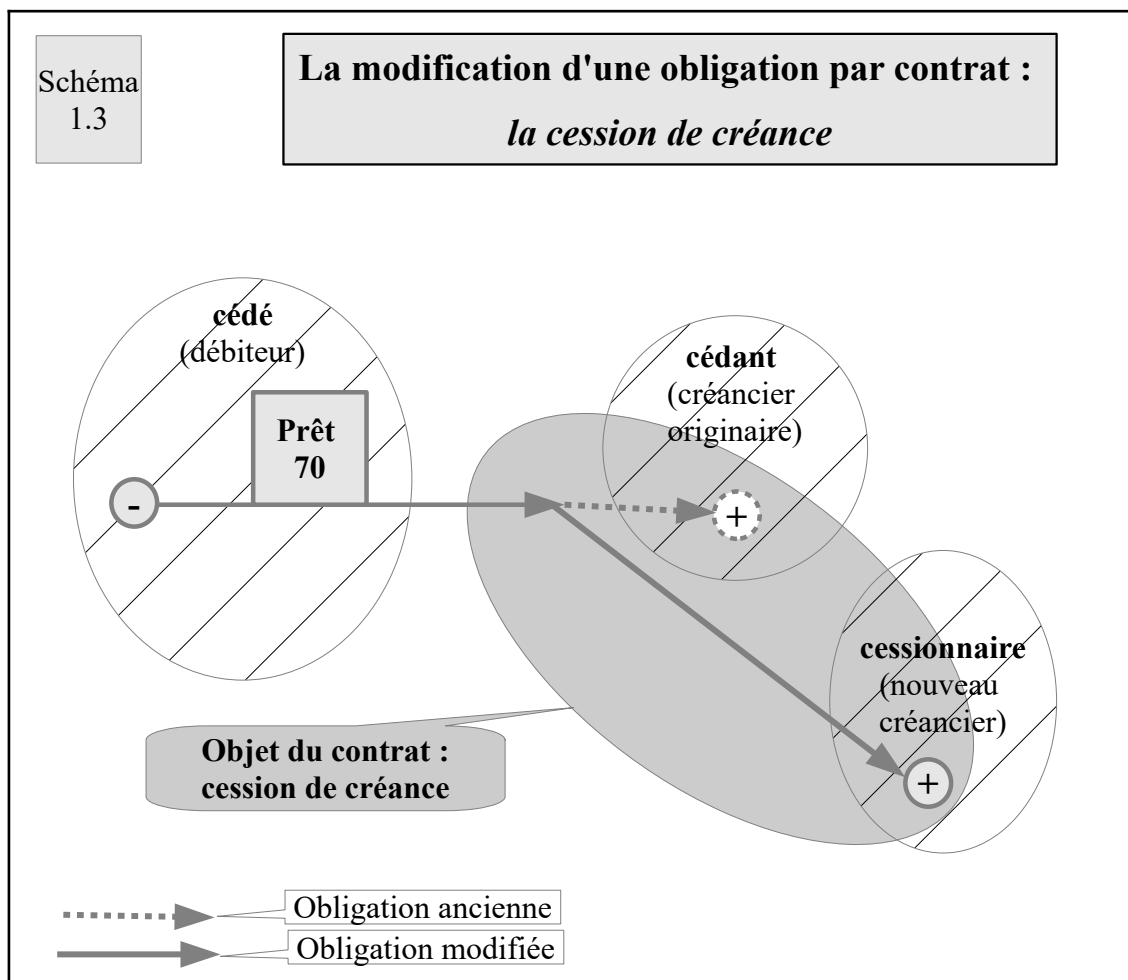 Schéma
1.3
La modification d'une obligation par contrat :
la cession de créance
cédé
(débiteur)
Prêt
70
-
cédant
(créancier
originaire)
+
cessionnaire
(nouveau
créancier)
+
Objet du contrat :
cession de créance
Obligation ancienne
Obligation modifiée